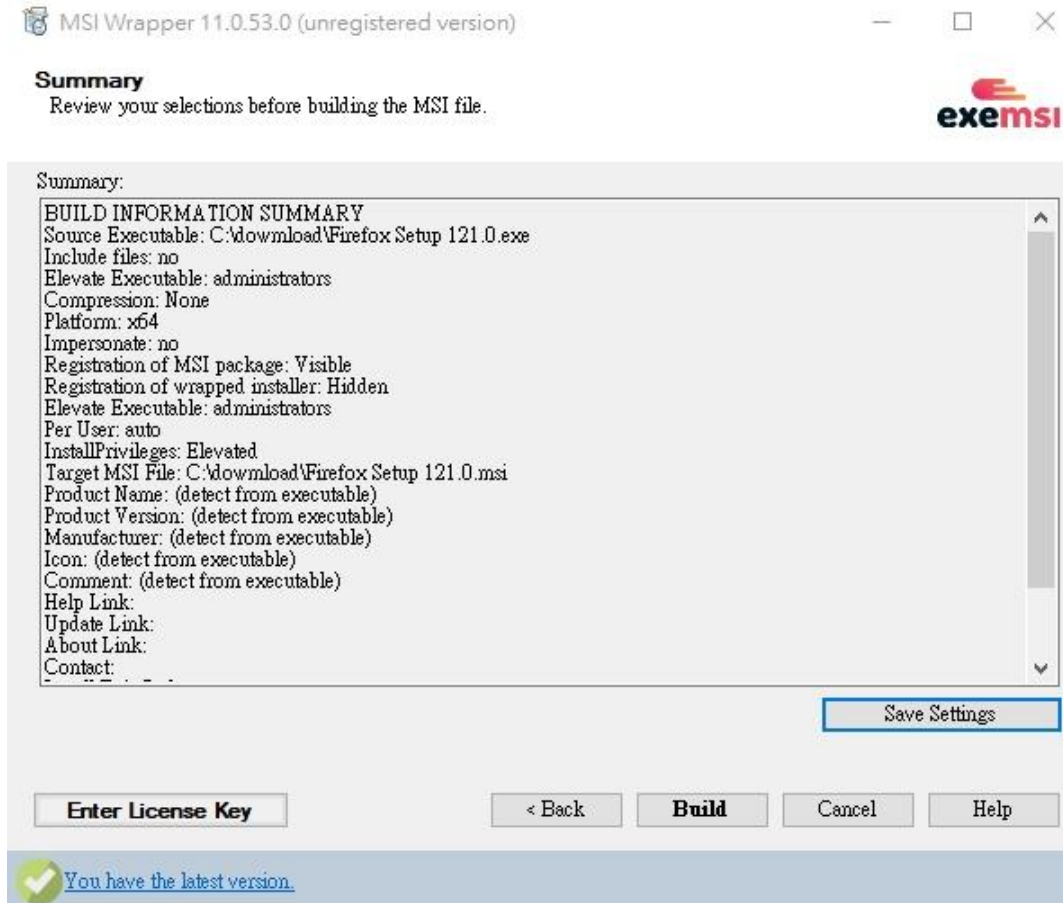 MSI Wrapper 11.0.53.0 (unregistered version)
Summary
Review your selections before building the MSI file.
exemsi
Summary:
BUILD INFORMATION SUMMARY
Source Executable: C:\dowmload\Firefox Setup 121.0.exe
Include files: no
Elevate Executable: administrators
Compression: None
Platform: x64
Impersonate: no
Registration of MSI package: Visible
Registration of wrapped installer: Hidden
Elevate Executable: administrators
Per User: auto
InstallPrivileges: Elevated
Target MSI File: C:\dowmload\Firefox Setup 121.0.msi
Product Name: (detect from executable)
Product Version: (detect from executable)
Manufacturer: (detect from executable)
Icon: (detect from executable)
Comment: (detect from executable)
Help Link:
Update Link:
About Link:
Contact:
Save Settings
Enter License Key
< Back
Build
Cancel
Help
You have the latest version.